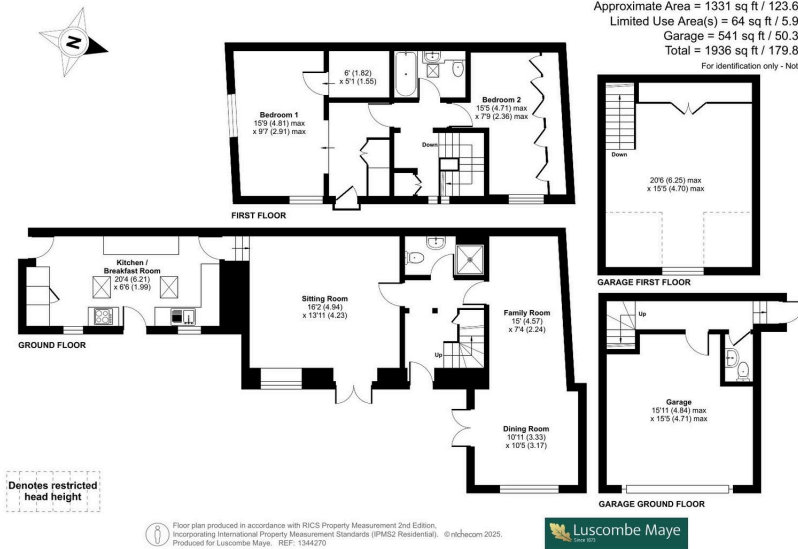 Approximate Area = 1331 sq ft / 123.6
Limited Use Area(s) = 64 sq ft / 5.9
Garage = 541 sq ft / 50.3
Total = 1936 sq ft / 179.8
For identification only - Not
N
6' (1.82)
x 5'1 (1.55)
Bedroom 1
15'9 (4.81) max
x 9'7 (2.91) max
Bedroom 2
15'5 (4.71) max
x 7'9 (2.36) max
Down
FIRST FLOOR
Down
20'6 (6.25) max
x 15'5 (4.70) max
GARAGE FIRST FLOOR
Kitchen /
Breakfast Room
20'4 (6.21)
x 6'6 (1.99)
Sitting Room
16'2 (4.94)
x 13'11 (4.23)
Family Room
15' (4.57)
x 7'4 (2.24)
Up
GROUND FLOOR
Dining Room
10'11 (3.33)
x 10'5 (3.17)
Up
Garage
15'11 (4.84) max
x 15'5 (4.71) max
GARAGE GROUND FLOOR
Denotes restricted
head height
Floor plan produced in accordance with RICS Property Measurement 2nd Edition,
Incorporating International Property Measurement Standards (IPMS2 Residential). © ntchecom 2025.
Produced for Luscombe Maye. REF: 1344270
Luscombe Maye
Since 1873